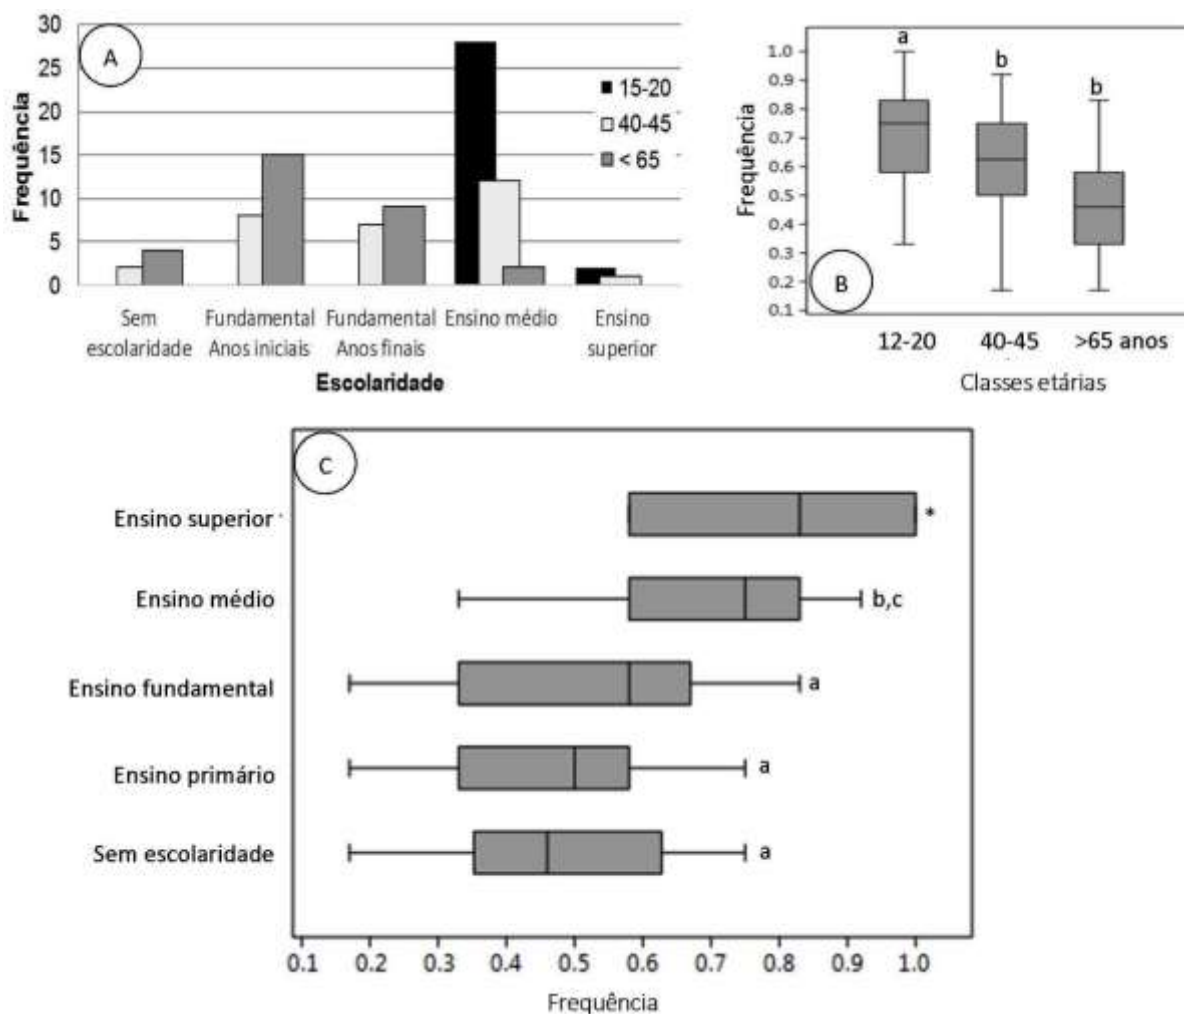 A
30
25
20
15
10
5
0
Frequência
15-20
40-45
< 65
Sem escolaridade
Fundamental Anos iniciais
Fundamental Anos finais
Ensino médio
Ensino superior
Escolaridade
B
1.0
0.9
0.8
0.7
0.6
0.5
0.4
0.3
0.2
0.1
Frequência
a
b
b
12-20
40-45
>65 anos
Classes etárias
C
Ensino superior
*
Ensino médio
b,c
Ensino fundamental
a
Ensino primário
a
Sem escolaridade
a
0.1 0.2 0.3 0.4 0.5 0.6 0.7 0.8 0.9 1.0
Frequência